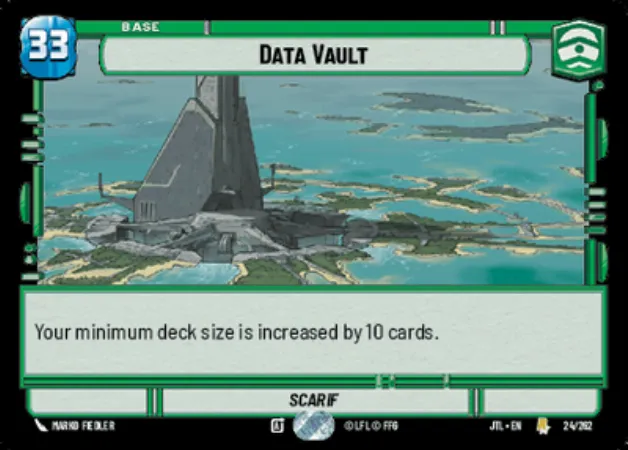 BASE
33
DATA VAULT
Your minimum deck size is increased by 10 cards.
SCARIF
MARKO FIEDLER
A
© LFL © FFG
JTL • EN
24/262